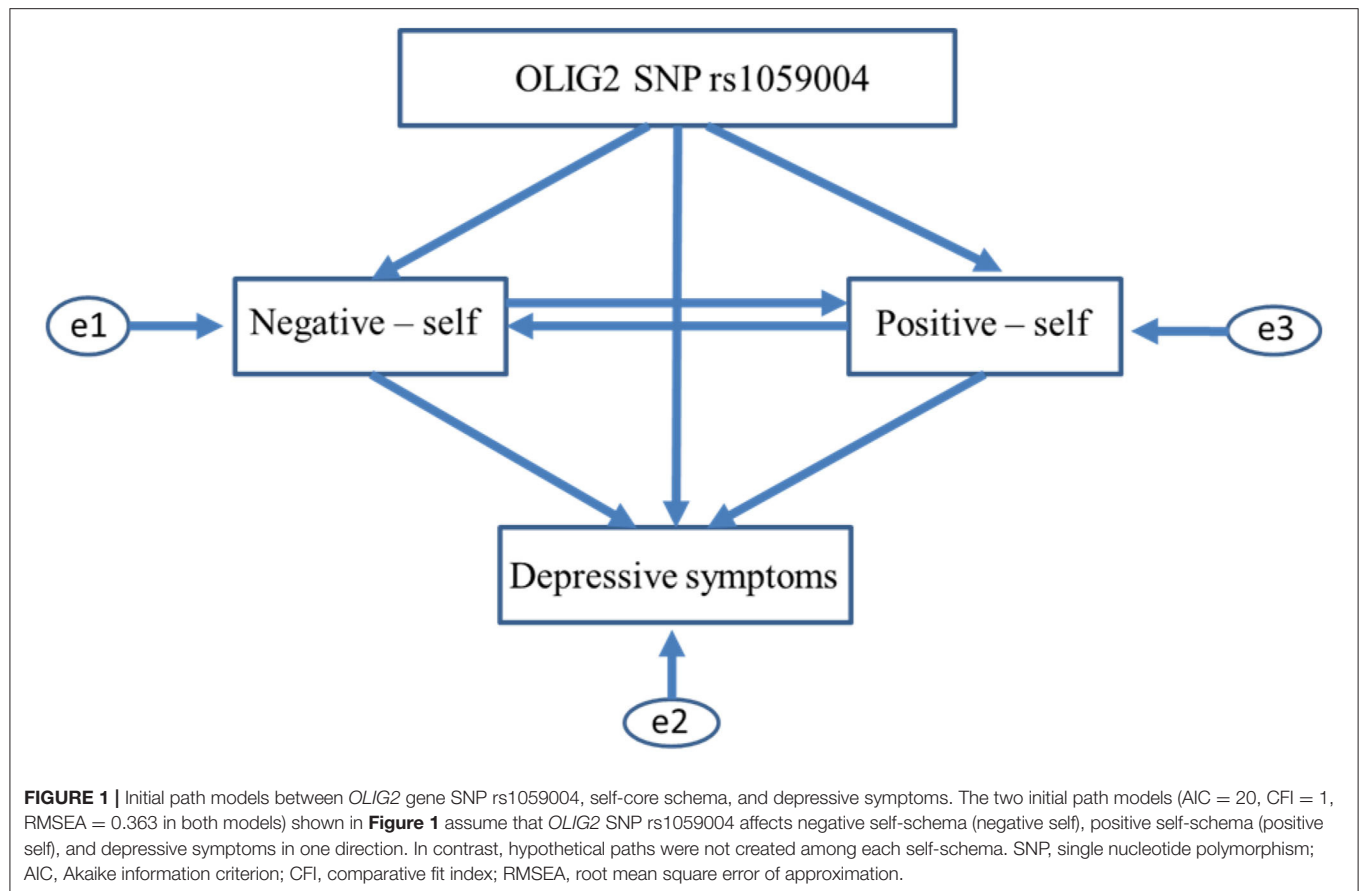 OLIG2 SNP rs1059004
Negative – self
Positive – self
e1
e3
Depressive symptoms
e2
FIGURE 1 | Initial path models between OLIG2 gene SNP rs1059004, self-core schema, and depressive symptoms. The two initial path models (AIC = 20, CFI = 1,
RMSEA = 0.363 in both models) shown in Figure 1 assume that OLIG2 SNP rs1059004 affects negative self-schema (negative self), positive self-schema (positive
self), and depressive symptoms in one direction. In contrast, hypothetical paths were not created among each self-schema. SNP, single nucleotide polymorphism;
AIC, Akaike information criterion; CFI, comparative fit index; RMSEA, root mean square error of approximation.